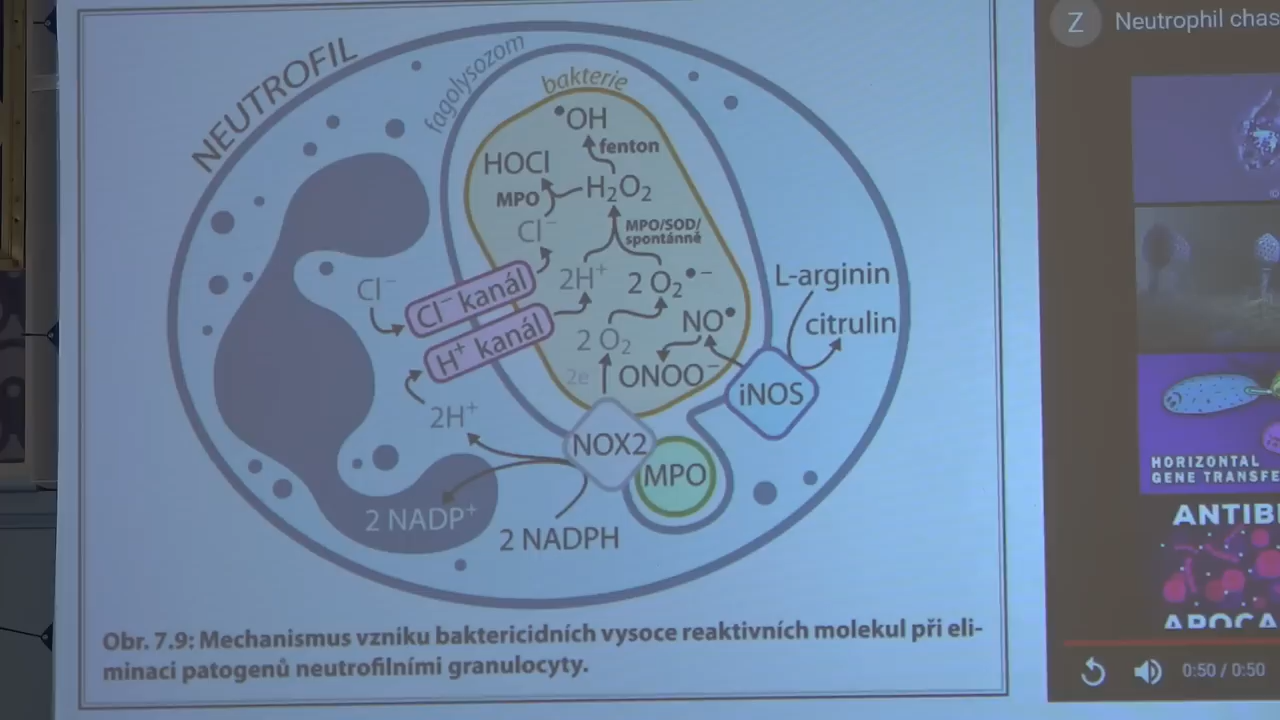 NEUTROFIL
fagolysozom
bakterie
•OH
fenton
HOCl
H₂O₂
MPO
Cl⁻
MPO/SOD/
spontánně
2H⁺
2 O₂•⁻
Cl⁻
Cl⁻ kanál
H⁺ kanál
2 O₂
NO•
2e
ONOO⁻
L-arginin
citrulin
iNOS
2H⁺
NOX2
MPO
2 NADP⁺
2 NADPH
Obr. 7.9: Mechanismus vzniku baktericidních vysoce reaktivních molekul při eli-
minaci patogenů neutrofilními granulocyty.
Z
Neutrophil chas
HORIZONTAL
GENE TRANSFE
ANTIB
APOCA
0:50 / 0:50